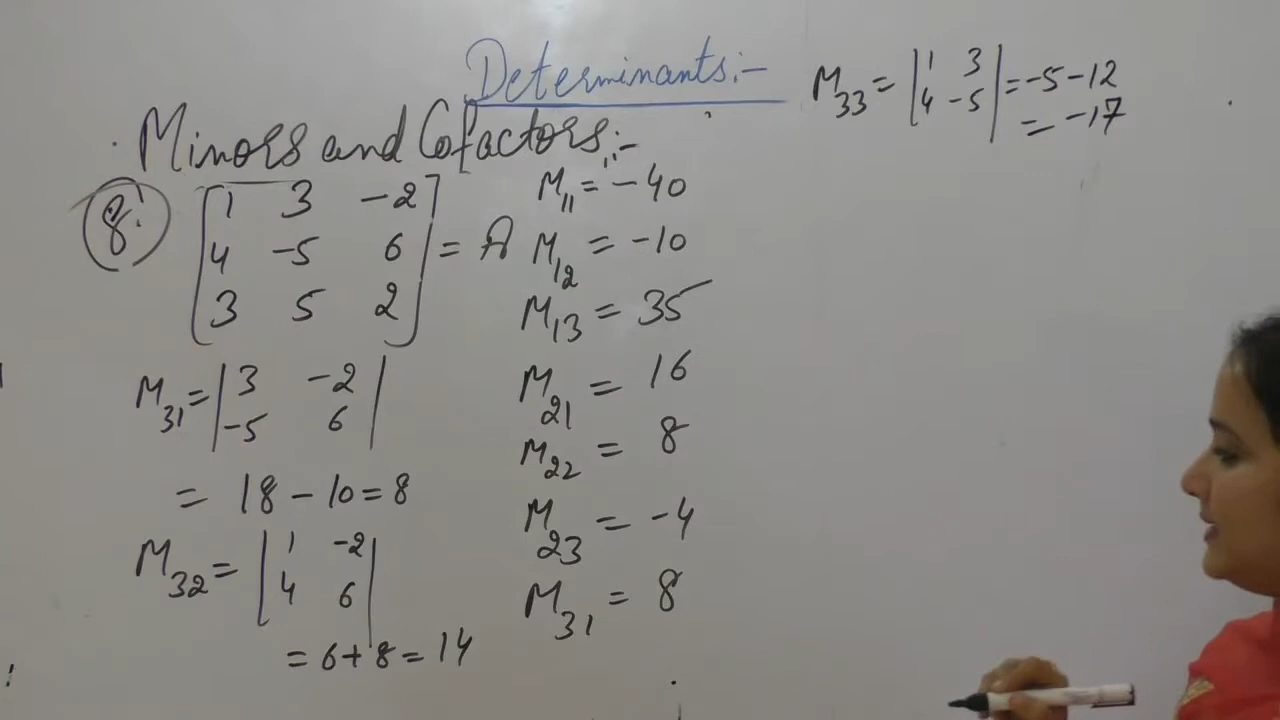 Determinants:-
Minors and Cofactors:-
8.
1 3 -2
4 -5 6 = A
3 5 2
M31 = | 3 -2 |
| -5 6 |
= 18 - 10 = 8
M32 = | 1 -2 |
| 4 6 |
= 6 + 8 = 14
M11 = -40
M12 = -10
M13 = 35
M21 = 16
M22 = 8
M23 = -4
M31 = 8
M33 = | 1 3 | = -5 - 12
| 4 -5 |
= -17